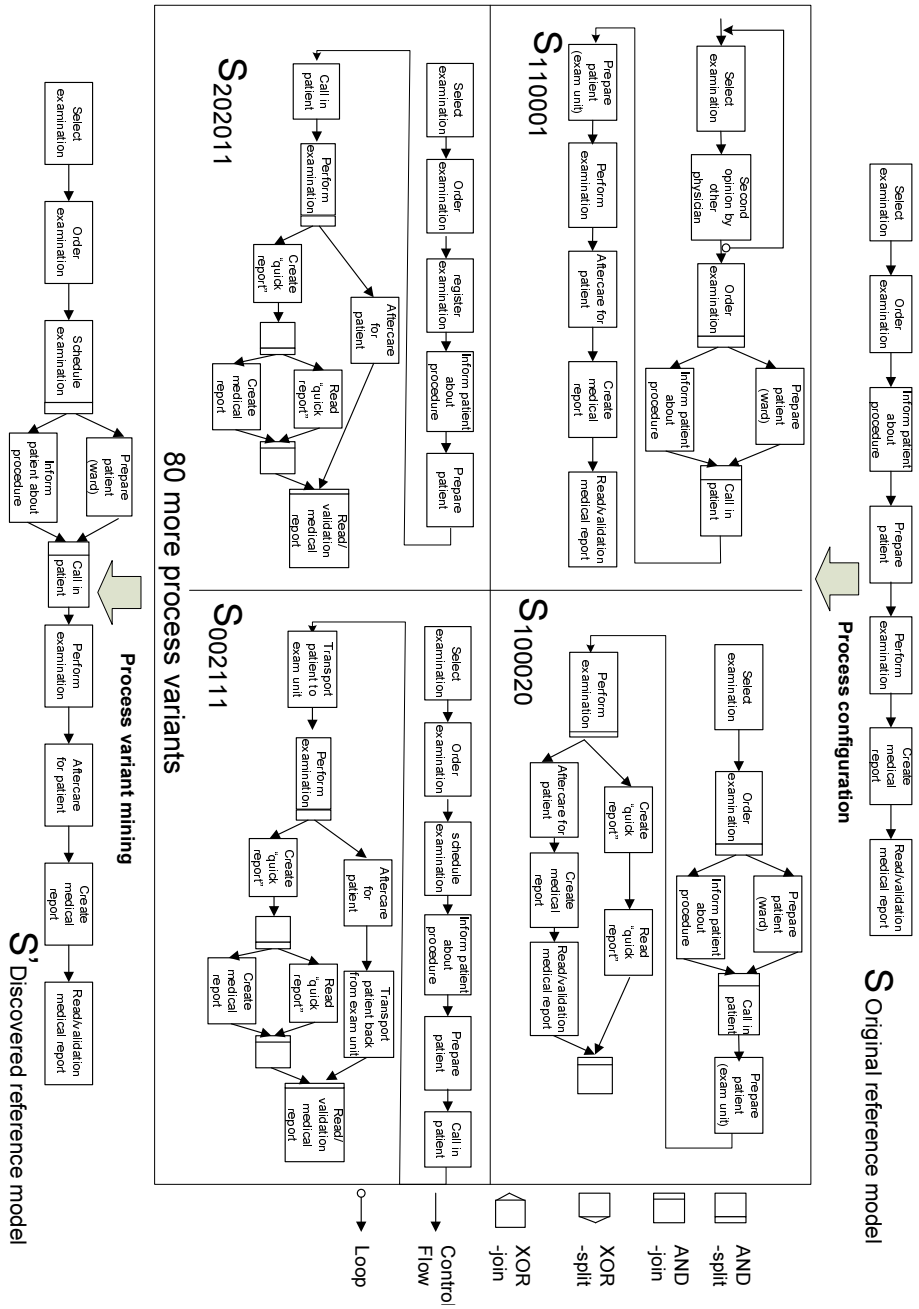 Select
examination
Order
examination
Inform patient
about
procedure
Prepare
patient
Perform
examination
Create
medical
report
Read/validation
medical report
S Original reference model
Process configuration
S110001
Select
examination
Second
opinion by
other
physician
Order
examination
Prepare
patient
(ward)
Inform patient
about
procedure
Call in
patient
Prepare
patient
(exam unit)
Perform
examination
Aftercare for
patient
Create
medical
report
Read/validation
medical report
S100020
Select
examination
Order
examination
Prepare
patient
(ward)
Inform patient
about
procedure
Call in
patient
Prepare
patient
(exam unit)
Perform
examination
Create
"quick
report"
Read
"quick
report"
Aftercare for
patient
Create
medical
report
Read/validation
medical report
S202011
Select
examination
Order
examination
register
examination
Inform patient
about
procedure
Prepare
patient
Call in
patient
Perform
examination
Aftercare
for
patient
Create
"quick
report"
Read
"quick
report"
Create
medical
report
Read/
validation
medical
report
S002111
Select
examination
Order
examination
schedule
examination
Inform patient
about
procedure
Prepare
patient
Call in
patient
Transport
patient to
exam unit
Perform
examination
Aftercare
for
patient
Transport
patient back
from exam unit
Create
"quick
report"
Read
"quick
report"
Create
medical
report
Read/
validation
medical
report
80 more process variants
AND
-split
AND
-join
XOR
-split
XOR
-join
Control
Flow
Loop
Process variant mining
Select
examination
Order
examination
Schedule
examination
Prepare
patient
(ward)
Inform
patient about
procedure
Call in
patient
Perform
examination
Aftercare
for patient
Create
medical
report
Read/validation
medical report
S' Discovered reference model